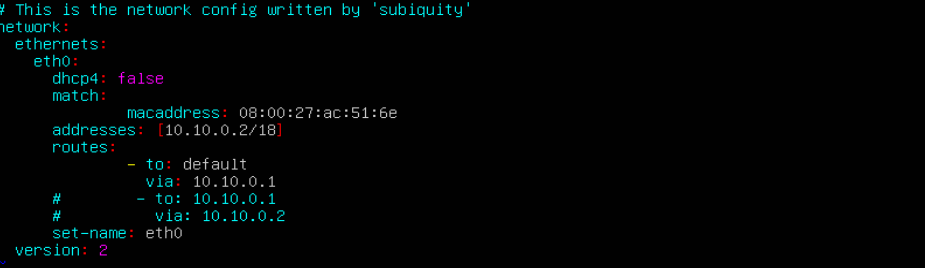 # This is the network config written by 'subiquity'
network:
ethernets:
eth0:
dhcp4: false
match:
macaddress: 08:00:27:ac:51:6e
addresses: [10.10.0.2/18]
routes:
- to: default
via: 10.10.0.1
# - to: 10.10.0.1
# via: 10.10.0.2
set-name: eth0
version: 2
~